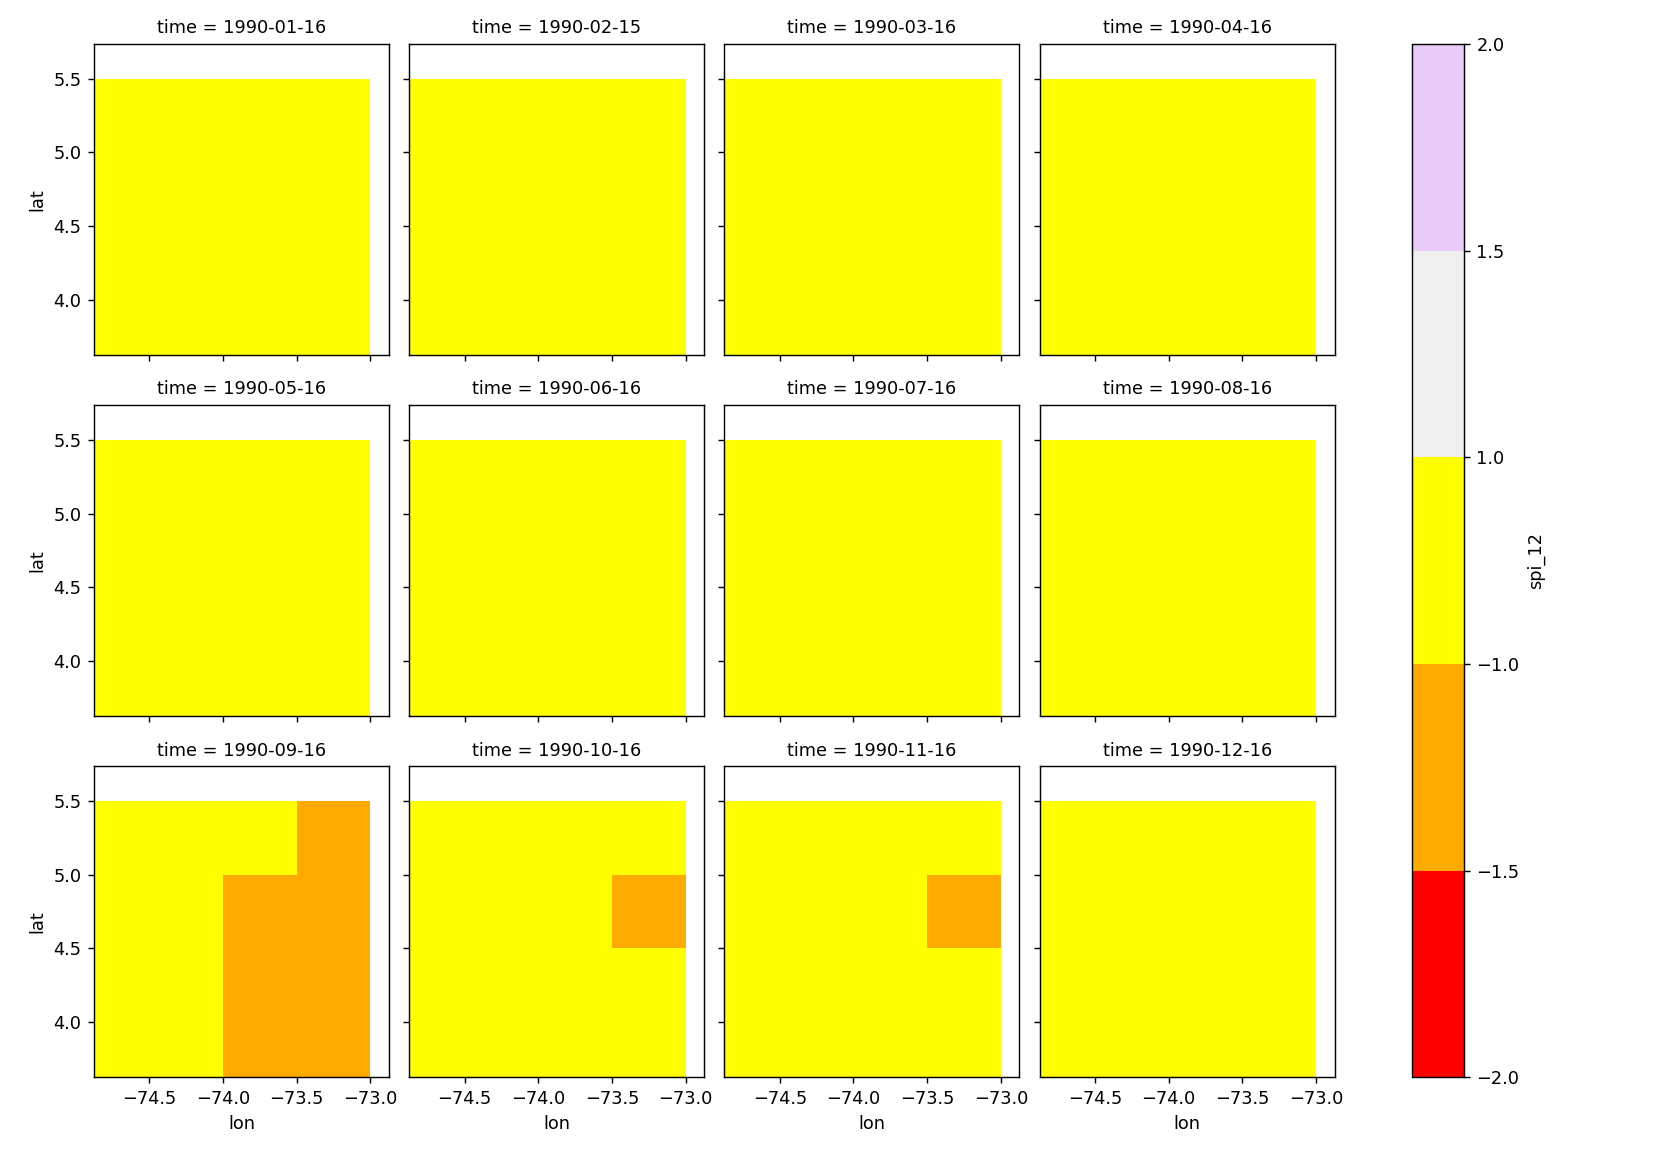 time = 1990-01-16
time = 1990-02-15
time = 1990-03-16
time = 1990-04-16
lat
5.5
5.0
4.5
4.0
time = 1990-05-16
time = 1990-06-16
time = 1990-07-16
time = 1990-08-16
lat
5.5
5.0
4.5
4.0
time = 1990-09-16
time = 1990-10-16
time = 1990-11-16
time = 1990-12-16
lat
5.5
5.0
4.5
4.0
−74.5 −74.0 −73.5 −73.0
lon
−74.5 −74.0 −73.5 −73.0
lon
−74.5 −74.0 −73.5 −73.0
lon
−74.5 −74.0 −73.5 −73.0
lon
2.0
1.5
1.0
−1.0
−1.5
−2.0
spi_12